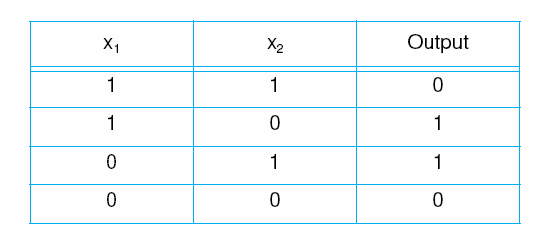 x₁ x₂ Output
1 1 0
1 0 1
0 1 1
0 0 0